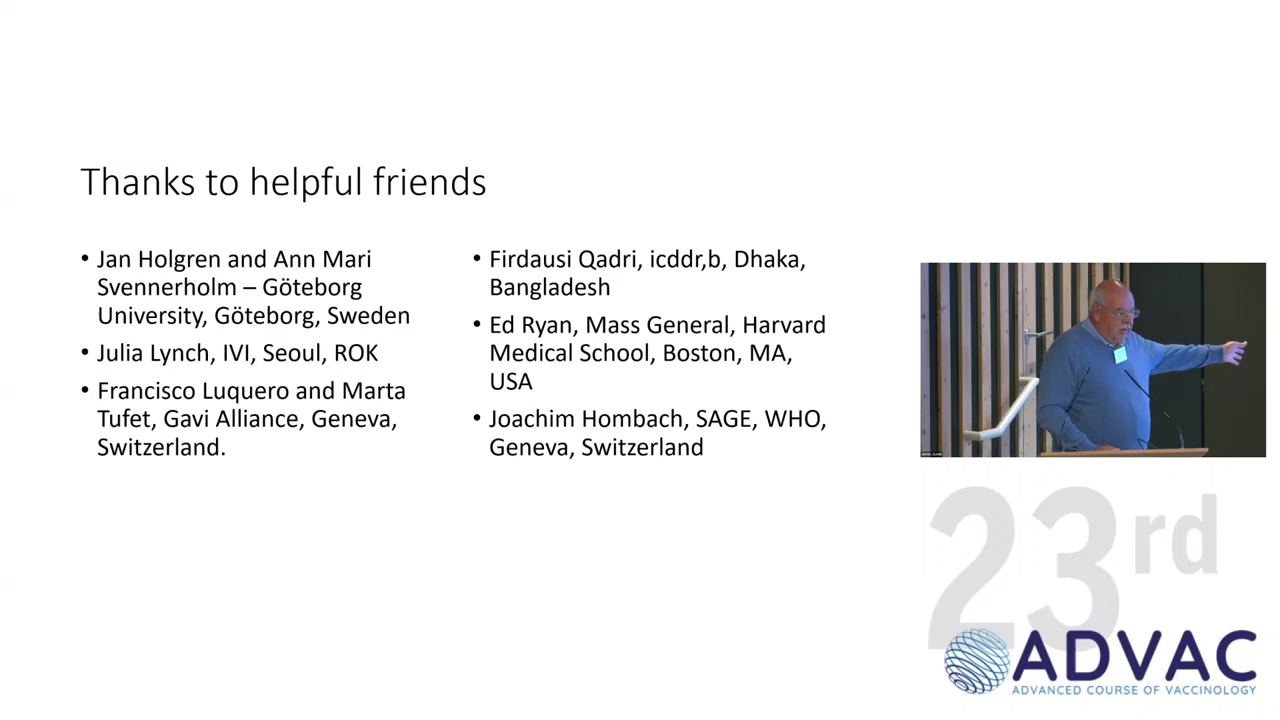 Thanks to helpful friends
• Jan Holgren and Ann Mari
Svennerholm – Göteborg
University, Göteborg, Sweden
• Julia Lynch, IVI, Seoul, ROK
• Francisco Luquero and Marta
Tufet, Gavi Alliance, Geneva,
Switzerland.
• Firdausi Qadri, icddr,b, Dhaka,
Bangladesh
• Ed Ryan, Mass General, Harvard
Medical School, Boston, MA,
USA
• Joachim Hombach, SAGE, WHO,
Geneva, Switzerland
23rd
ADVAC
ADVANCED COURSE OF VACCINOLOGY